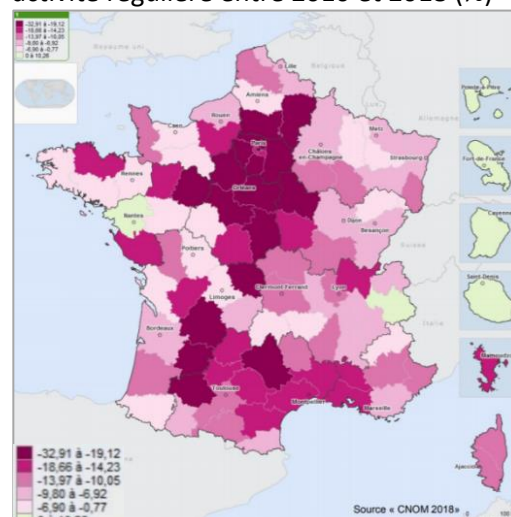 activité régulière entre 2010 et 2018 (%)
-32,91 à -19,12
-18,66 à -14,23
-13,97 à -10,05
-9,80 à -6,92
-6,90 à -0,77
0 à 10,26
Royaume uni
Belgique
Lille
Amiens
Rouen
Caen
Metz
Allemagne
Paris
Châlons
en-Champagne
Strasbourg
Rennes
Orléans
Nantes
Dijon
Besançon
Poitiers
Suisse
Limoges
Clermont-Ferrand
Lyon
Italie
Bordeaux
Toulouse
Montpellier
Marseille
Ajaccio
Pointe-à-Pitre
Fort-de-France
Cayenne
Saint-Denis
Mamoudzou
-32,91 à -19,12
-18,66 à -14,23
-13,97 à -10,05
-9,80 à -6,92
-6,90 à -0,77
Source « CNOM 2018»
0
100